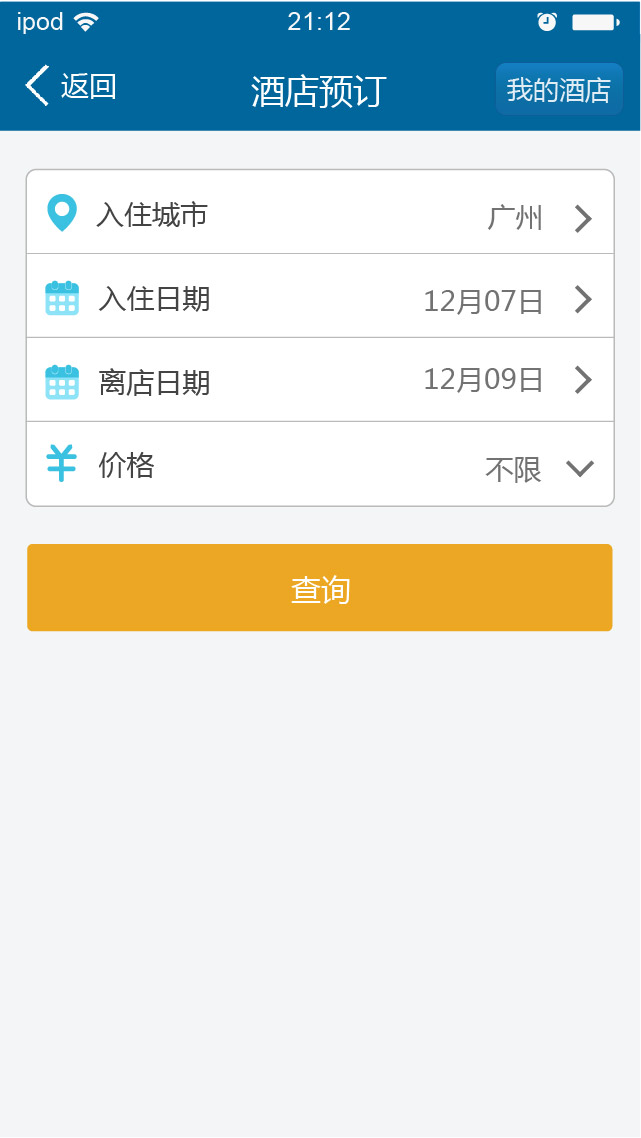 ipod 21:12
返回 酒店预订 我的酒店
入住城市 广州
入住日期 12月07日
离店日期 12月09日
价格 不限
查询